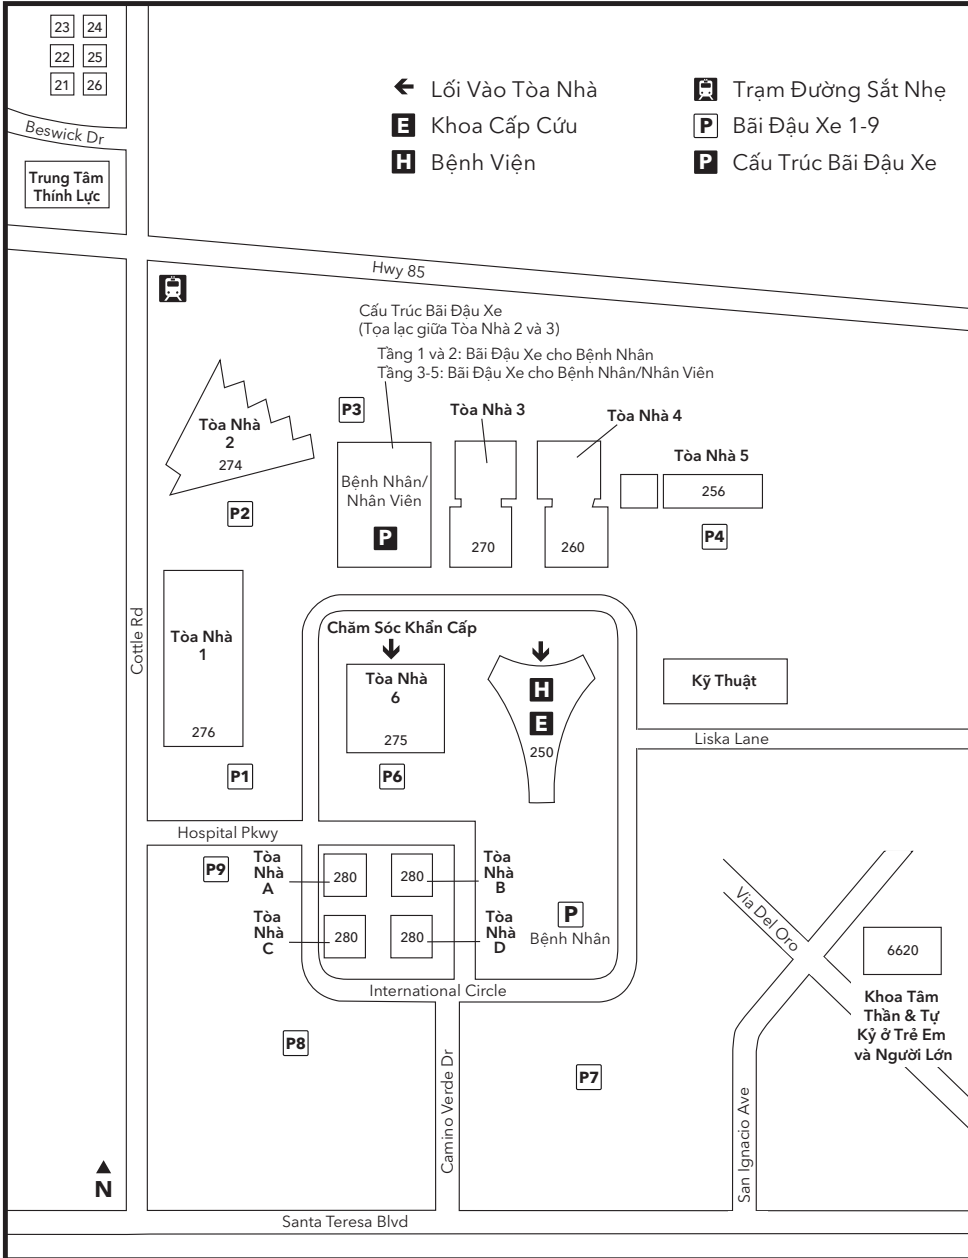 23 24
22 25
21 26
Beswick Dr
Trung Tâm
Thính Lực
Lối Vào Tòa Nhà
E Khoa Cấp Cứu
H Bệnh Viện
Trạm Đường Sắt Nhẹ
P Bãi Đậu Xe 1-9
P Cấu Trúc Bãi Đậu Xe
Hwy 85
Cấu Trúc Bãi Đậu Xe
(Tọa lạc giữa Tòa Nhà 2 và 3)
Tầng 1 và 2: Bãi Đậu Xe cho Bệnh Nhân
Tầng 3-5: Bãi Đậu Xe cho Bệnh Nhân/Nhân Viên
P3
Tòa Nhà 3
Tòa Nhà 4
Tòa Nhà
2
274
Tòa Nhà 5
256
Bệnh Nhân/
Nhân Viên
P
P2
270
260
P4
Cottle Rd
Tòa Nhà
1
276
Chăm Sóc Khẩn Cấp
Tòa Nhà
6
275
H
E
250
Kỹ Thuật
Liska Lane
P1
P6
Hospital Pkwy
P9
Tòa
Nhà
A
280
280
Tòa
Nhà
B
Tòa
Nhà
C
280
280
Tòa
Nhà
D
P
Bệnh Nhân
Via Del Oro
6620
Khoa Tâm
Thần & Tự
Kỷ ở Trẻ Em
và Người Lớn
International Circle
P8
P7
Camino Verde Dr
San Ignacio Ave
N
Santa Teresa Blvd